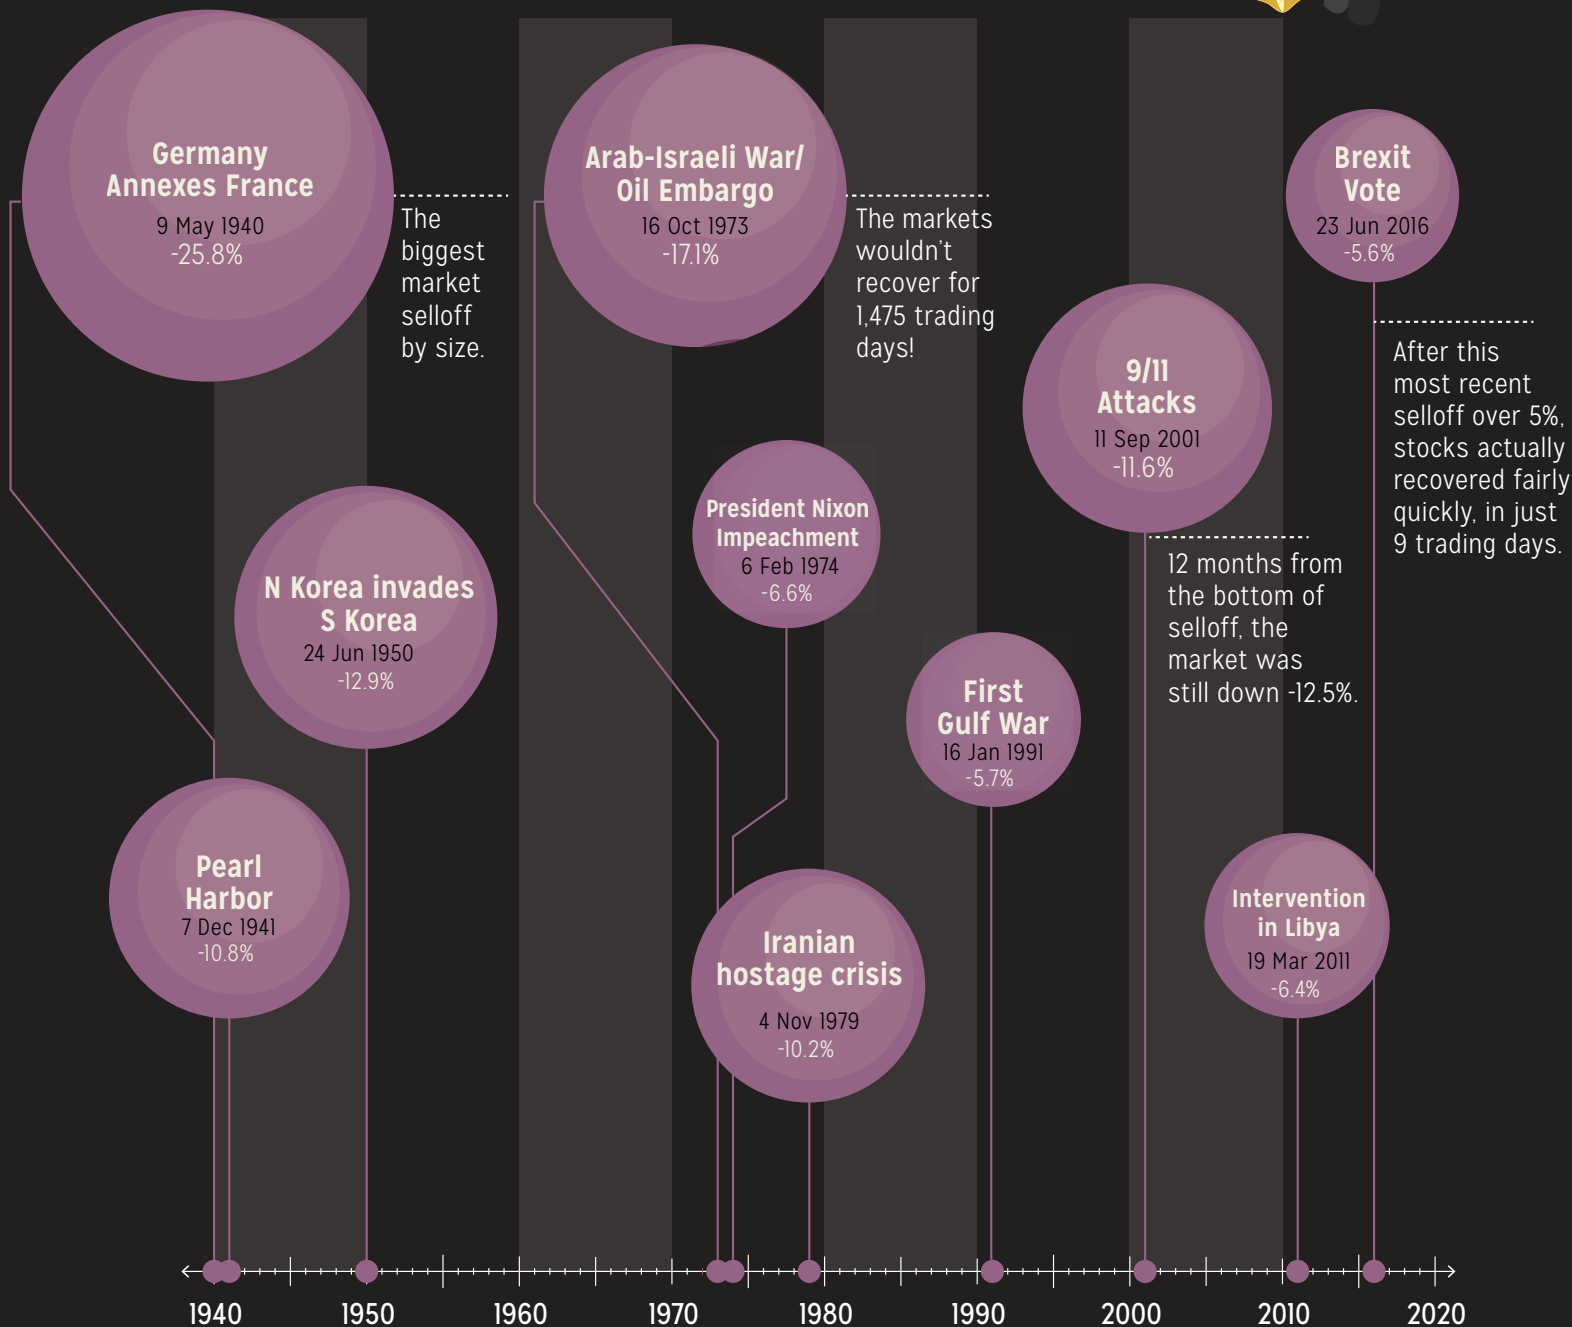 Germany
Annexes France
9 May 1940
-25.8%
The
biggest
market
selloff
by size.
Arab-Israeli War/
Oil Embargo
16 Oct 1973
-17.1%
The markets
wouldn't
recover for
1,475 trading
days!
Brexit
Vote
23 Jun 2016
-5.6%
After this
most recent
selloff over 5%,
stocks actually
recovered fairly
quickly, in just
9 trading days.
9/11
Attacks
11 Sep 2001
-11.6%
12 months from
the bottom of
selloff, the
market was
still down -12.5%.
N Korea invades
S Korea
24 Jun 1950
-12.9%
President Nixon
Impeachment
6 Feb 1974
-6.6%
First
Gulf War
16 Jan 1991
-5.7%
Pearl
Harbor
7 Dec 1941
-10.8%
Iranian
hostage crisis
4 Nov 1979
-10.2%
Intervention
in Libya
19 Mar 2011
-6.4%
1940 1950 1960 1970 1980 1990 2000 2010 2020